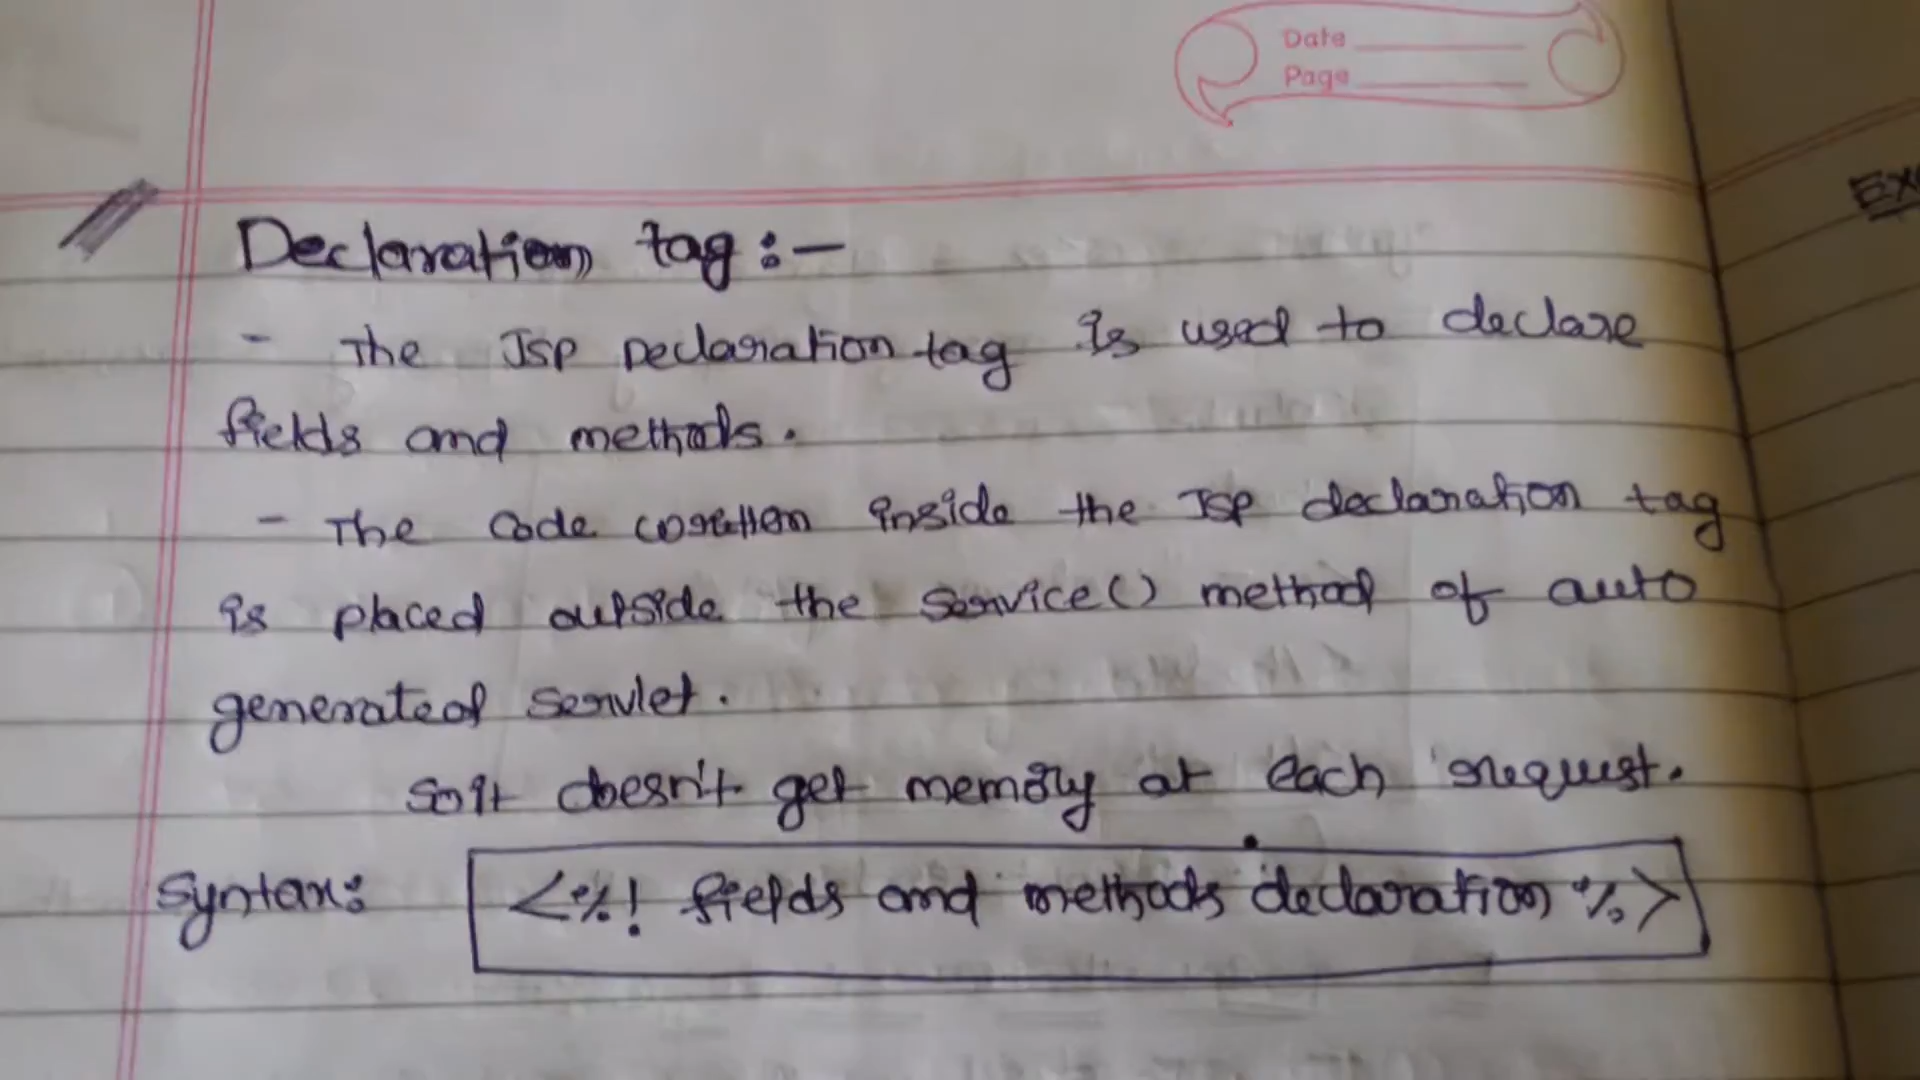 Date
Page
Declaration tag :-
- The JSP Declaration tag is used to declare
fields and methods.
- The code written inside the JSP declaration tag
is placed outside the service() method of auto
generated servlet.
So it doesn't get memory at each request.
Syntax:
<%! fields and methods declaration %>